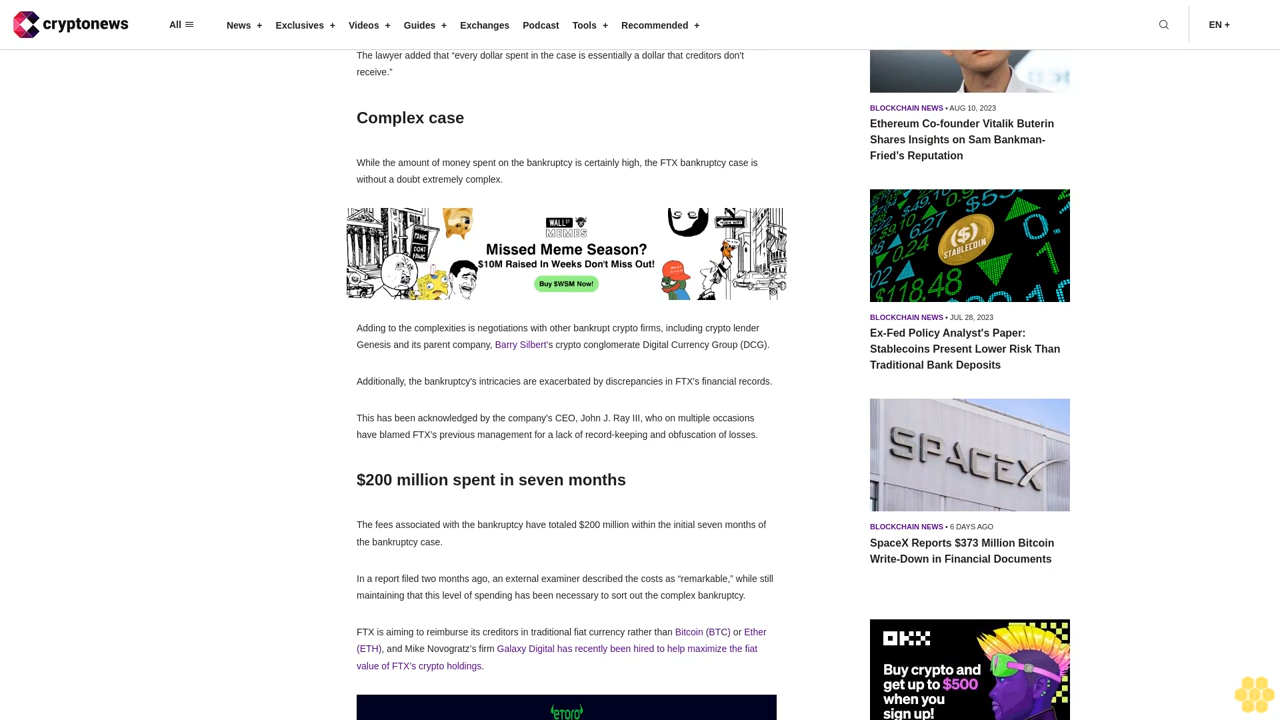 cryptonews
All
News +
Exclusives +
Videos +
Guides +
Exchanges
Podcast
Tools +
Recommended +
EN +
The lawyer added that “every dollar spent in the case is essentially a dollar that creditors don't
receive.”
Complex case
While the amount of money spent on the bankruptcy is certainly high, the FTX bankruptcy case is
without a doubt extremely complex.
PANIC
DON'T
PANIC
WALL ST
MEMES
Missed Meme Season?
$10M Raised In Weeks Don't Miss Out!
Buy $WSM Now!
Adding to the complexities is negotiations with other bankrupt crypto firms, including crypto lender
Genesis and its parent company, Barry Silbert's crypto conglomerate Digital Currency Group (DCG).
Additionally, the bankruptcy's intricacies are exacerbated by discrepancies in FTX's financial records.
This has been acknowledged by the company's CEO, John J. Ray III, who on multiple occasions
have blamed FTX's previous management for a lack of record-keeping and obfuscation of losses.
$200 million spent in seven months
The fees associated with the bankruptcy have totaled $200 million within the initial seven months of
the bankruptcy case.
In a report filed two months ago, an external examiner described the costs as “remarkable,” while still
maintaining that this level of spending has been necessary to sort out the complex bankruptcy.
FTX is aiming to reimburse its creditors in traditional fiat currency rather than Bitcoin (BTC) or Ether
(ETH), and Mike Novogratz's firm Galaxy Digital has recently been hired to help maximize the fiat
value of FTX's crypto holdings.
etoro
BLOCKCHAIN NEWS • AUG 10, 2023
Ethereum Co-founder Vitalik Buterin
Shares Insights on Sam Bankman-
Fried's Reputation
$49.10
6.27
0.24
$118.48
($)
STABLECOIN
BLOCKCHAIN NEWS • JUL 28, 2023
Ex-Fed Policy Analyst's Paper:
Stablecoins Present Lower Risk Than
Traditional Bank Deposits
SPACEX
BLOCKCHAIN NEWS • 6 DAYS AGO
SpaceX Reports $373 Million Bitcoin
Write-Down in Financial Documents
OKX
Buy crypto and
get up to $500
when you
sign up!